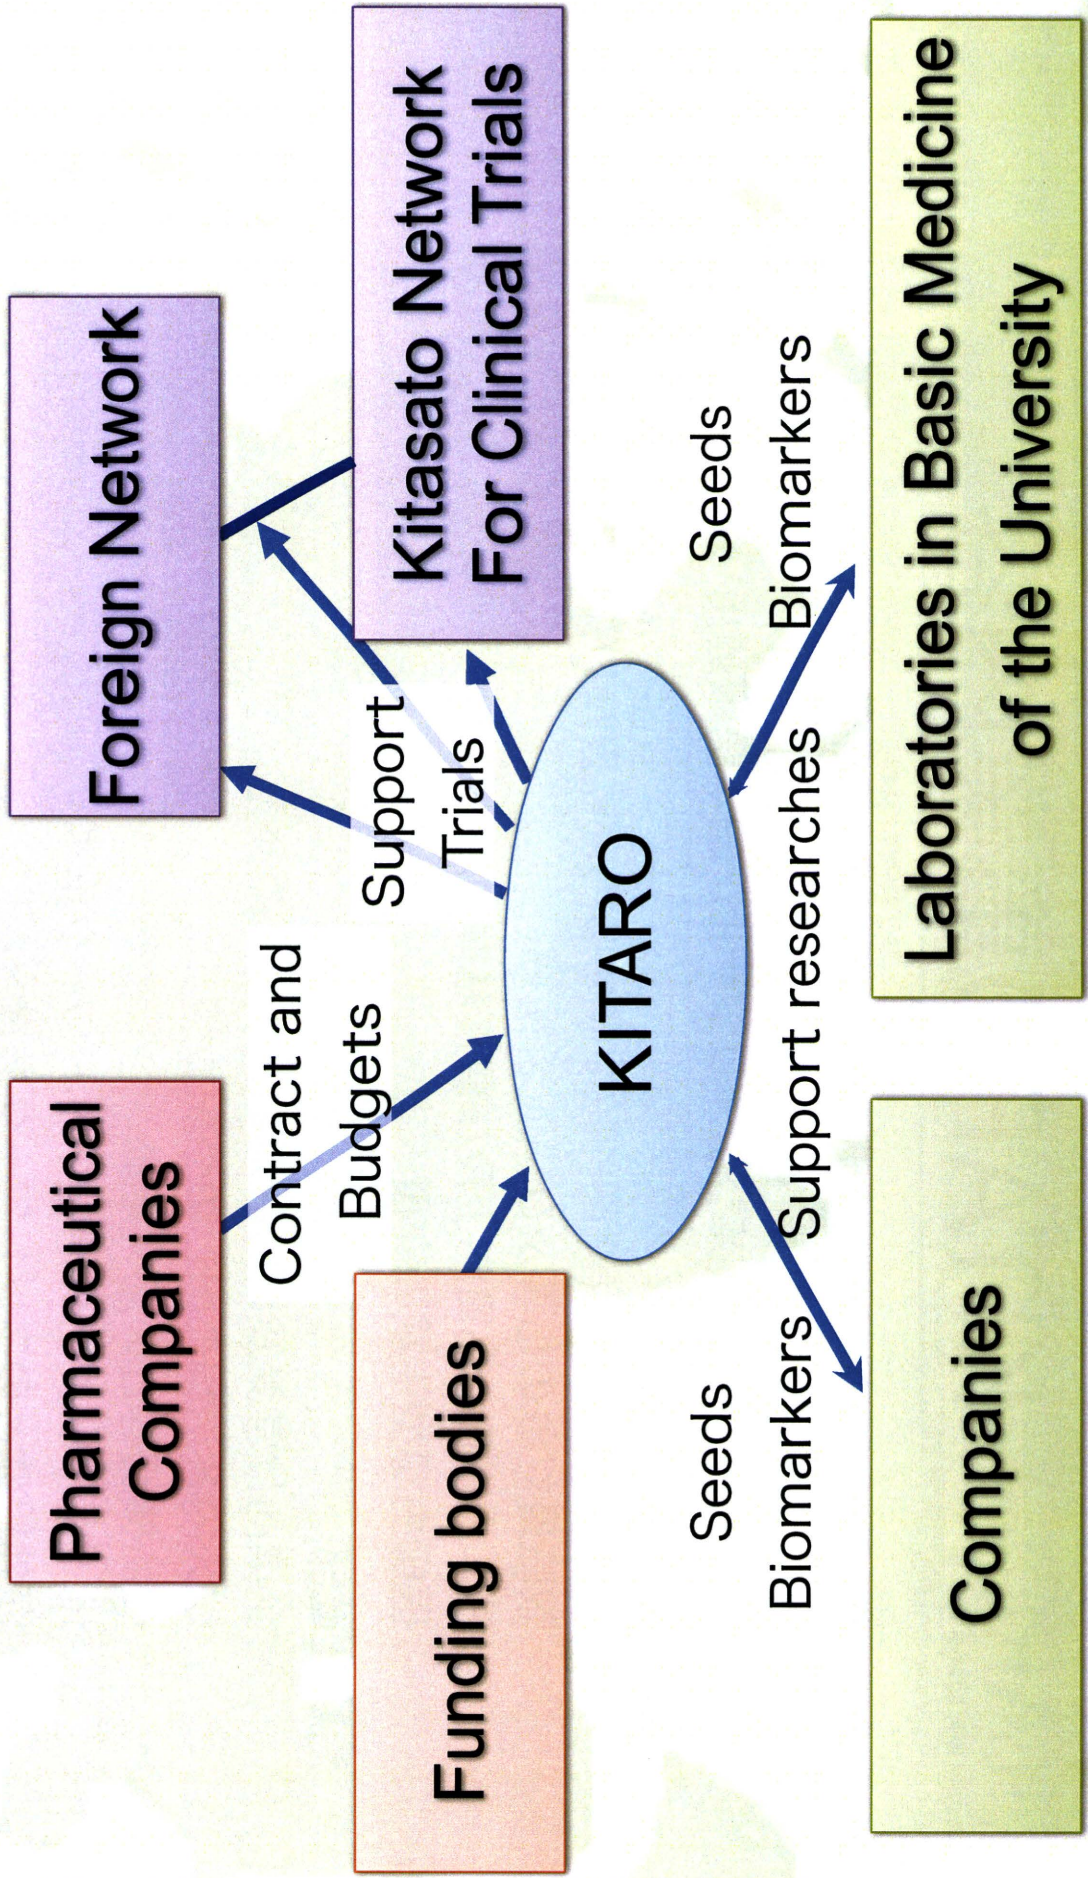 Pharmaceutical
Companies
Foreign Network
Contract and
Budgets
Support
Trials
Funding bodies
Kitasato Network
For Clinical Trials
KITARO
Seeds
Biomarkers
Support researches
Seeds
Biomarkers
Companies
Laboratories in Basic Medicine
of the University